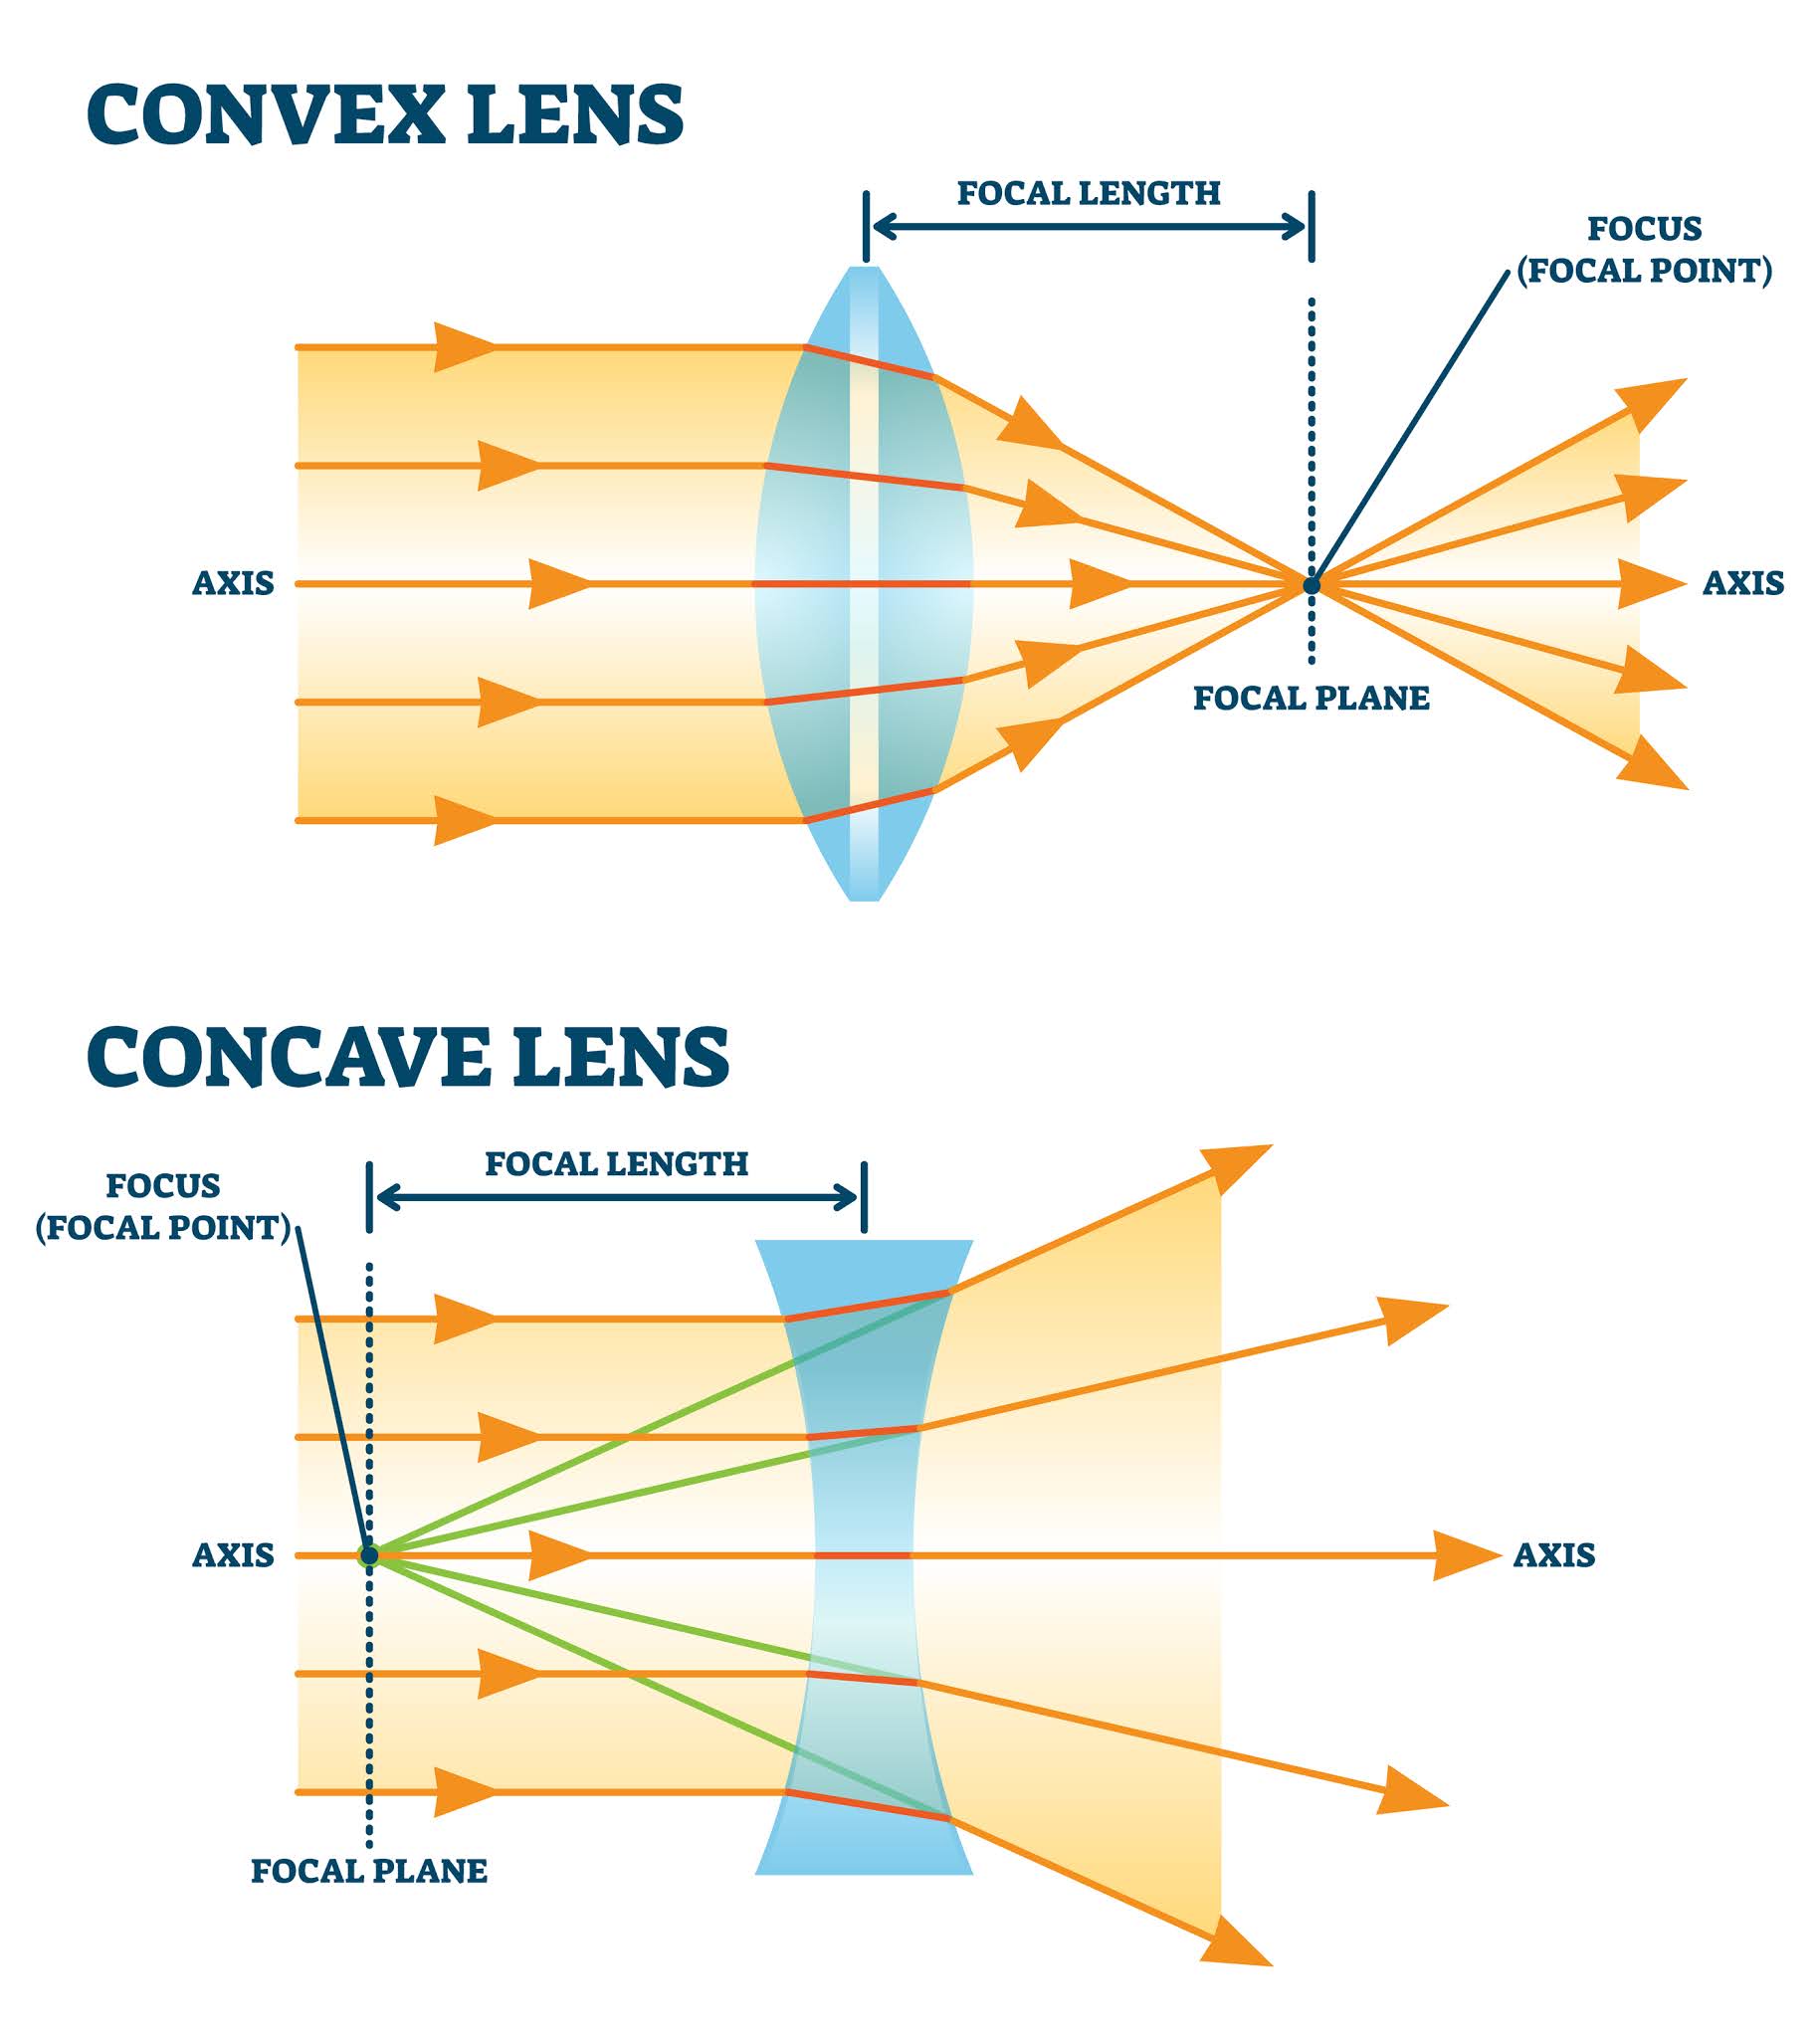 CONVEX LENS
FOCAL LENGTH
FOCUS
(FOCAL POINT)
AXIS
AXIS
FOCAL PLANE
CONCAVE LENS
FOCAL LENGTH
FOCUS
(FOCAL POINT)
AXIS
AXIS
FOCAL PLANE